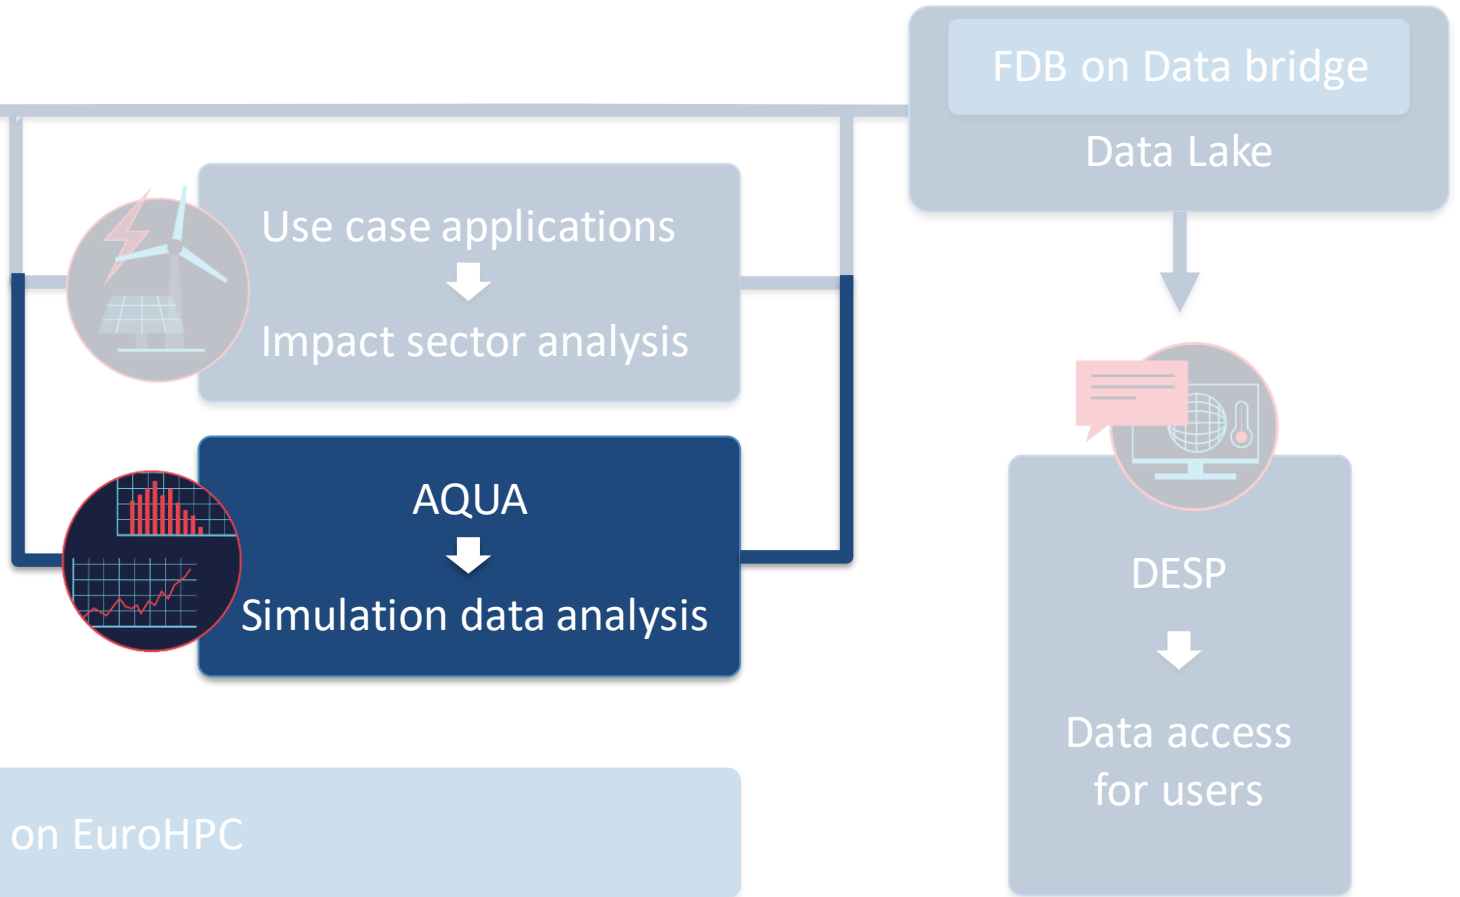 FDB on Data bridge
Data Lake
Use case applications
Impact sector analysis
AQUA
Simulation data analysis
DESP
Data access
for users
on EuroHPC